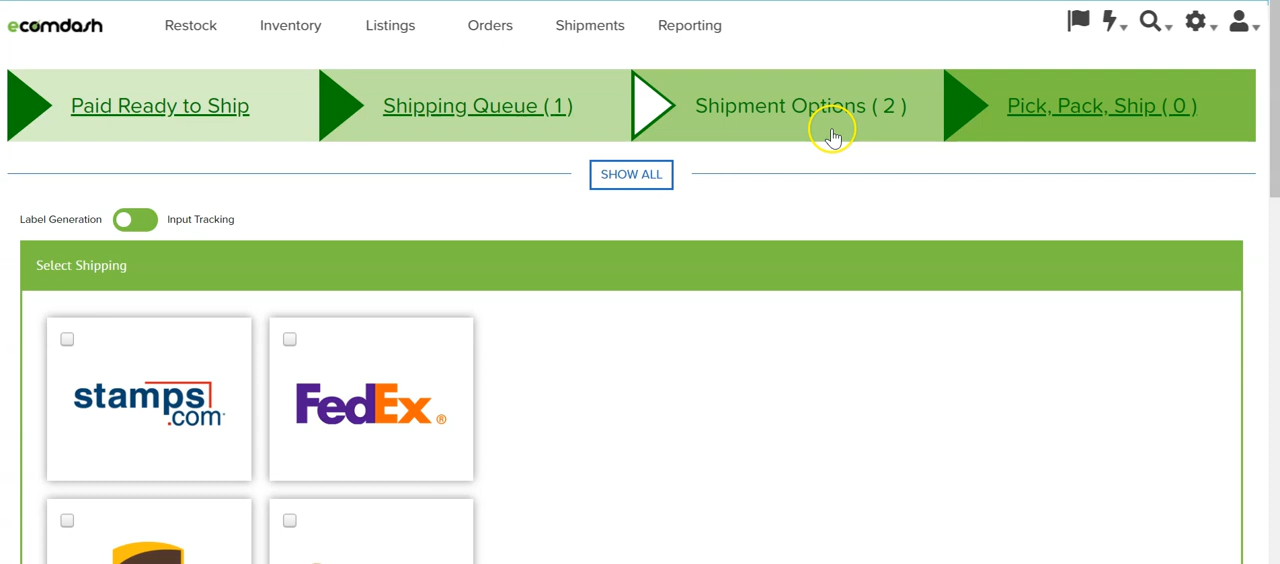 ecomdash
Restock Inventory Listings Orders Shipments Reporting
Paid Ready to Ship Shipping Queue ( 1 ) Shipment Options ( 2 ) Pick, Pack, Ship ( 0 )
SHOW ALL
Label Generation Input Tracking
Select Shipping
stamps
.com
FedEx ®